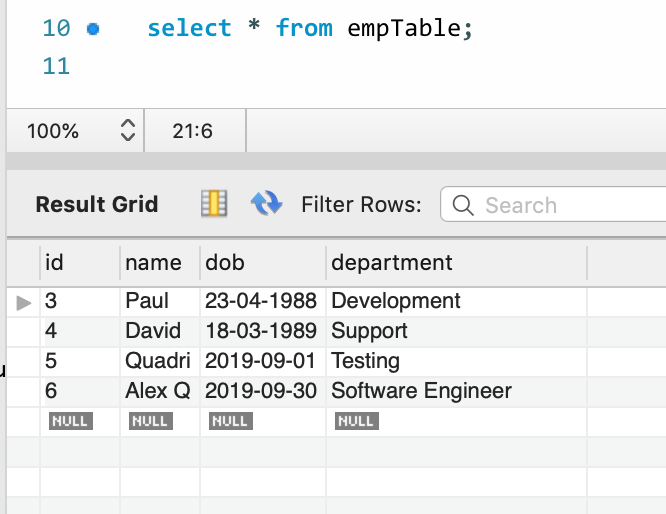 10 select * from empTable;
11
100% 21:6
Result Grid Filter Rows: Search
id name dob department
3 Paul 23-04-1988 Development
4 David 18-03-1989 Support
5 Quadri 2019-09-01 Testing
6 Alex Q 2019-09-30 Software Engineer
NULL NULL NULL NULL